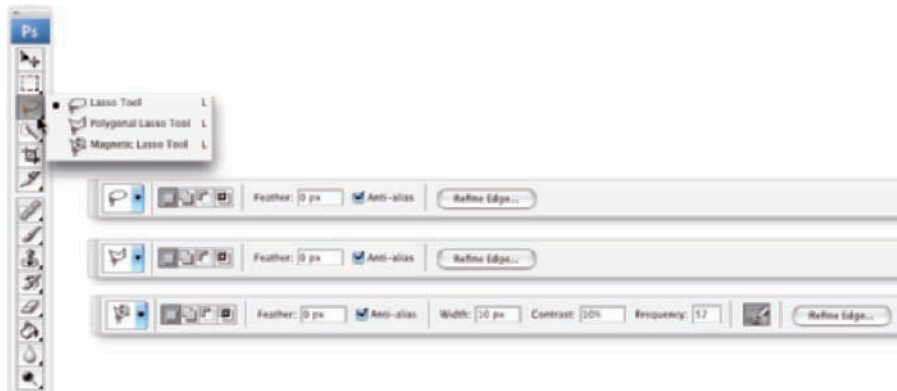 Ps
Lasso Tool L
Polygonal Lasso Tool L
Magnetic Lasso Tool L
Feather: 0 px Anti-alias Refine Edge...
Feather: 0 px Anti-alias Refine Edge...
Feather: 0 px Anti-alias Width: 10 px Contrast: 10% Frequency: 57 Refine Edge...